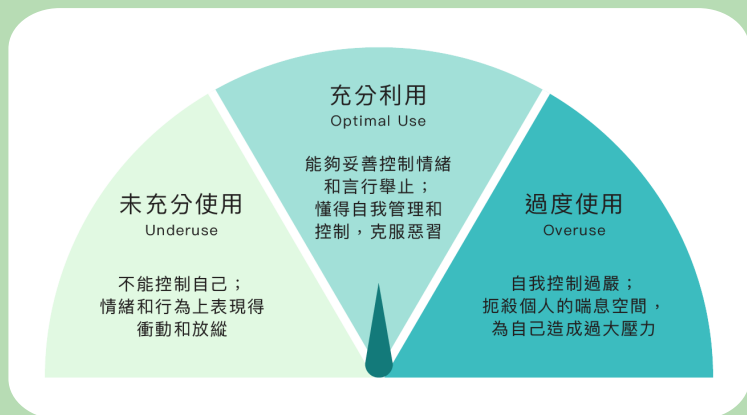 未充分使用
Underuse
不能控制自己；
情緒和行為上表現得
衝動和放縱
充分利用
Optimal Use
能夠妥善控制情緒
和言行舉止；
懂得自我管理和
控制，克服惡習
過度使用
Overuse
自我控制過嚴；
扼殺個人的喘息空間，
為自己造成過大壓力